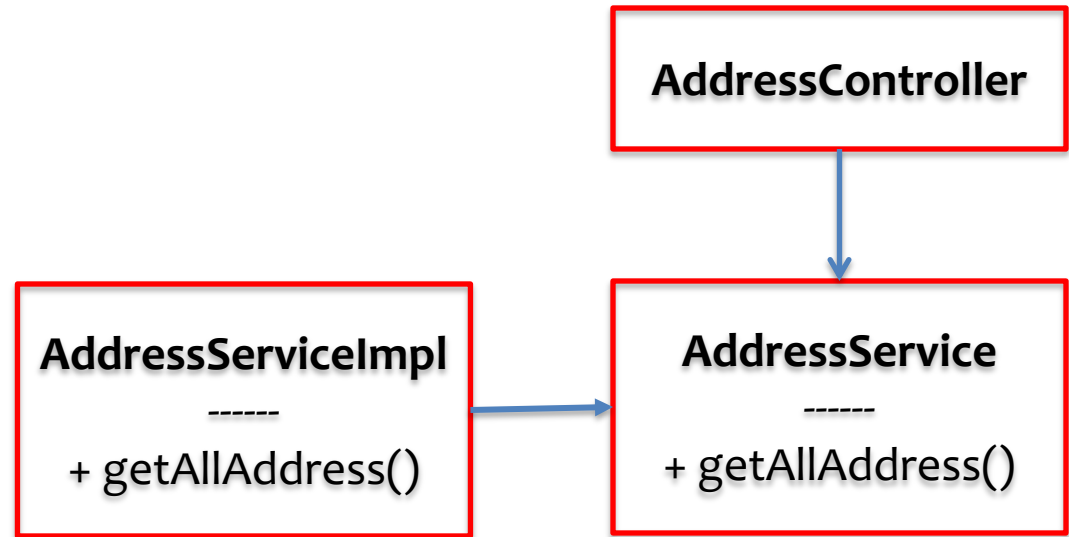 AddressController
AddressServiceImpl
------
+ getAllAddress()
AddressService
------
+ getAllAddress()